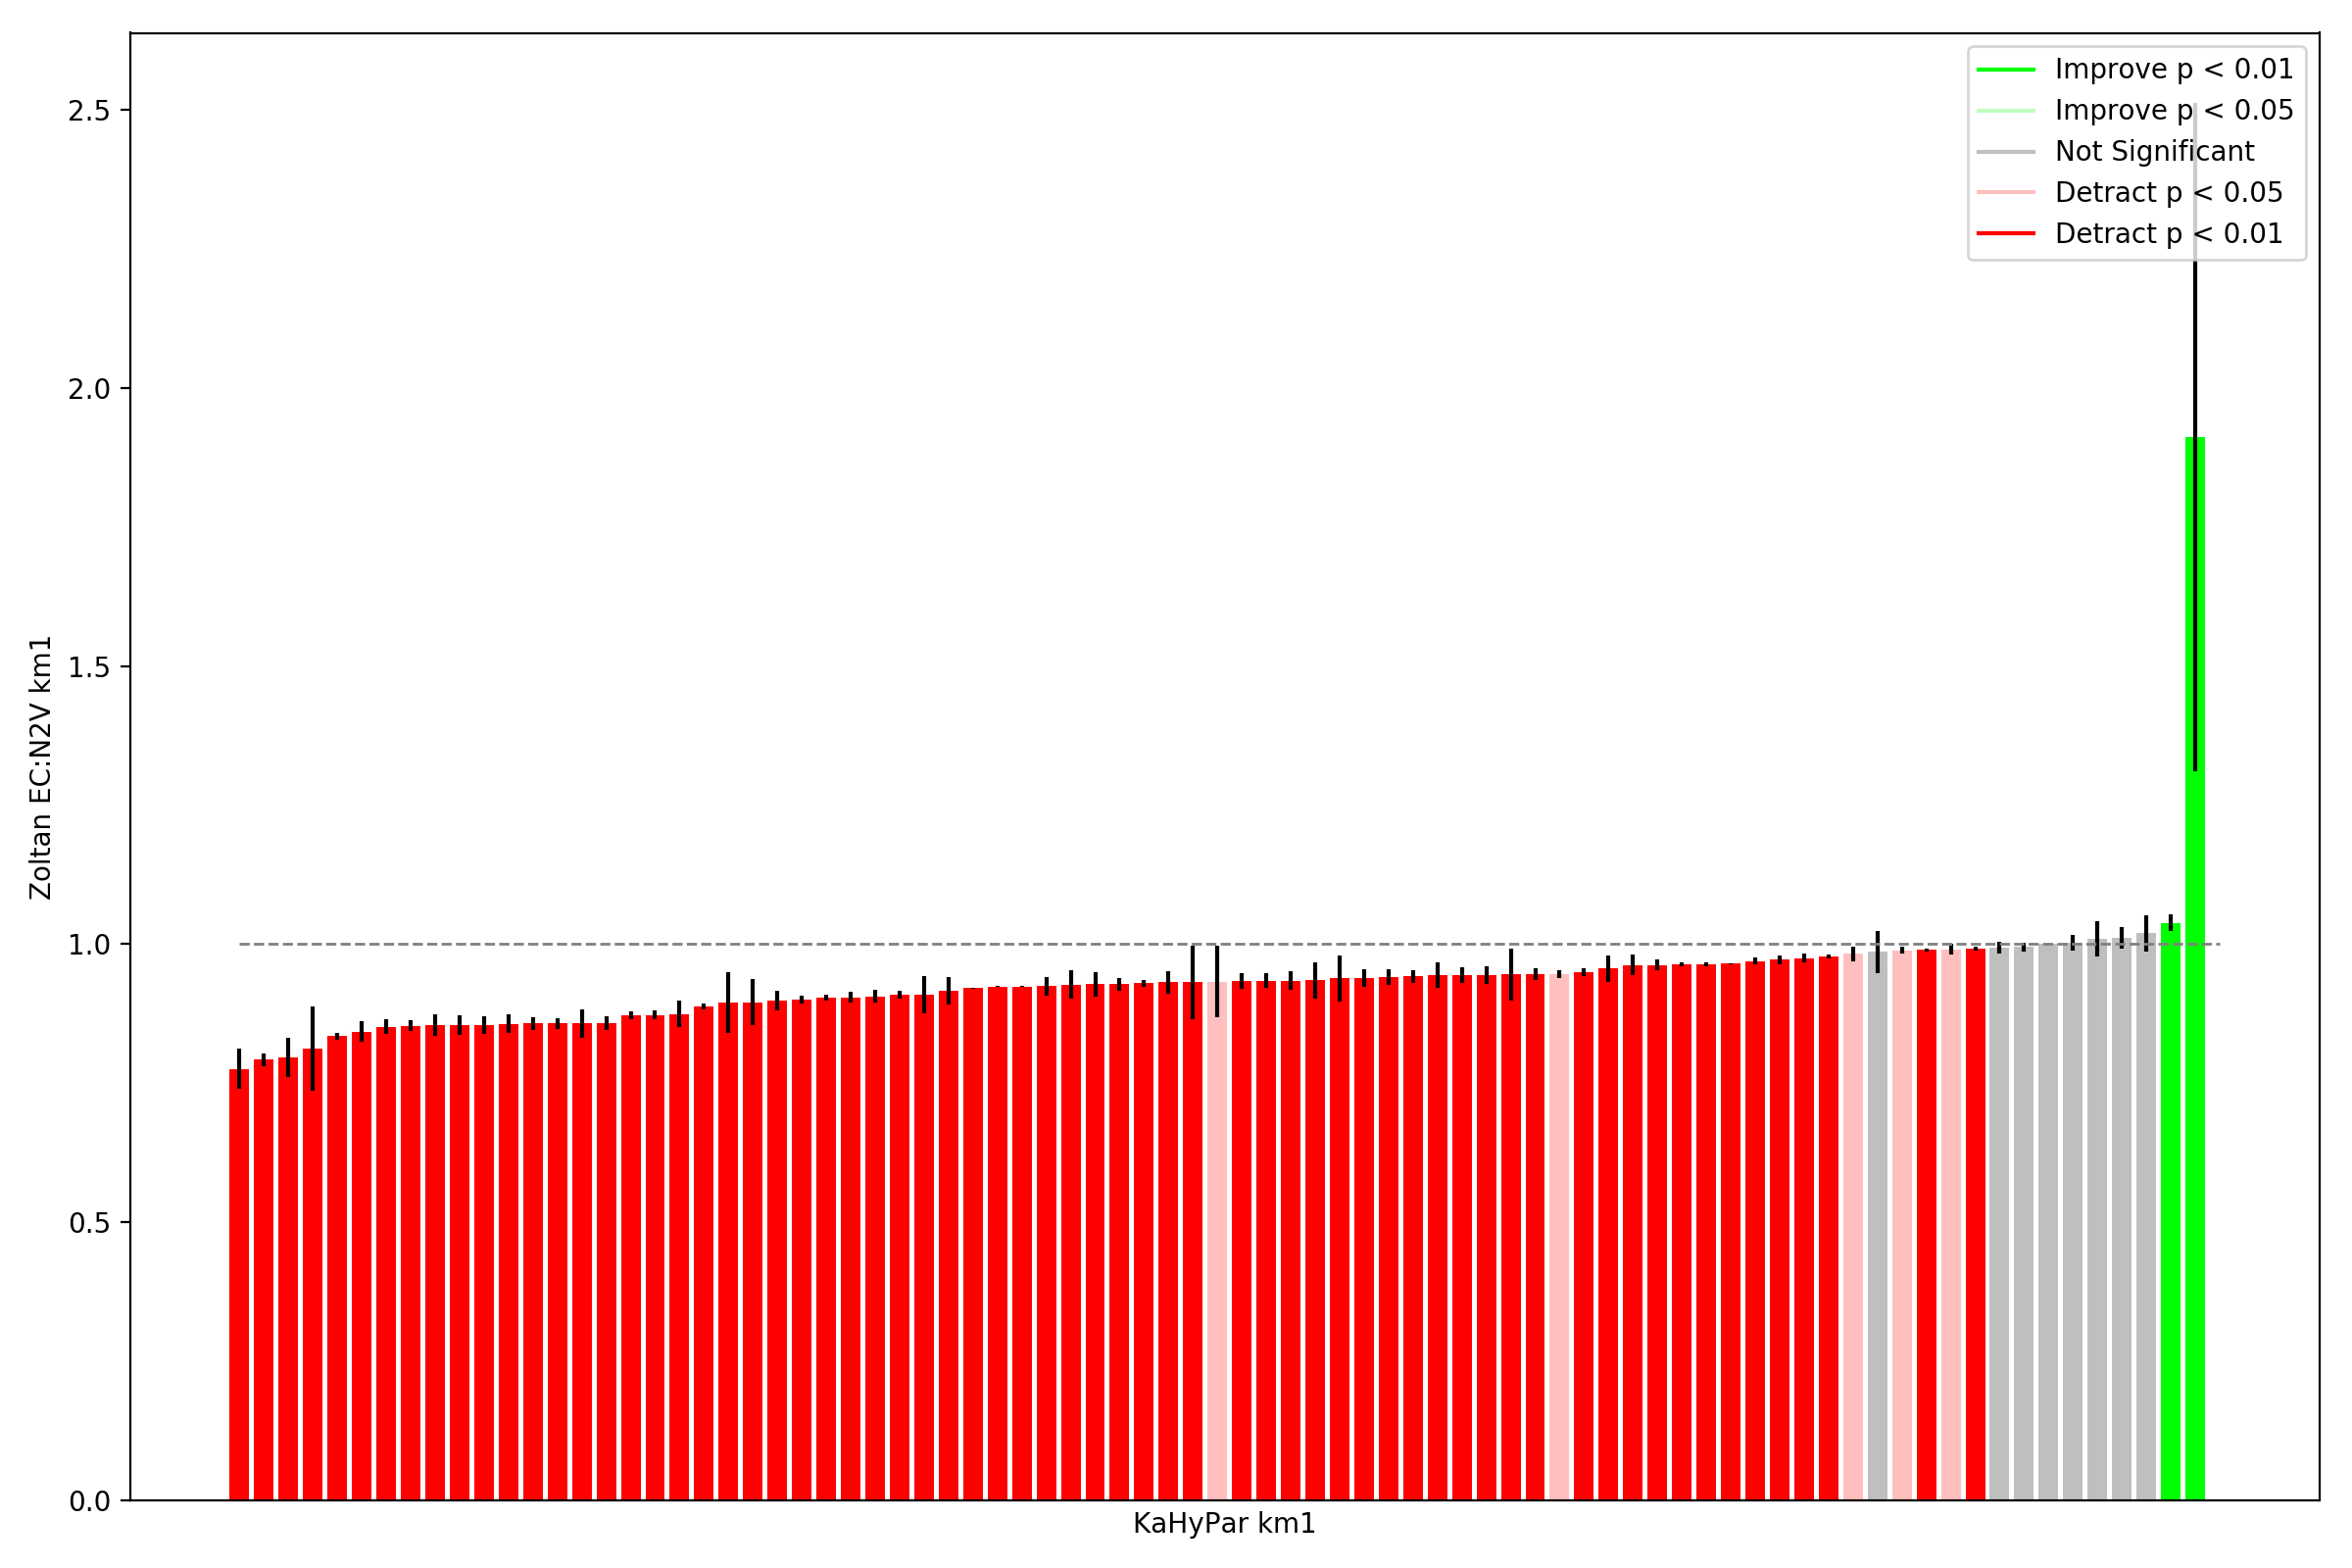 Improve p < 0.01
Improve p < 0.05
Not Significant
Detract p < 0.05
Detract p < 0.01
2.5
2.0
1.5
1.0
0.5
0.0
Zoltan EC:N2V km1
KaHyPar km1